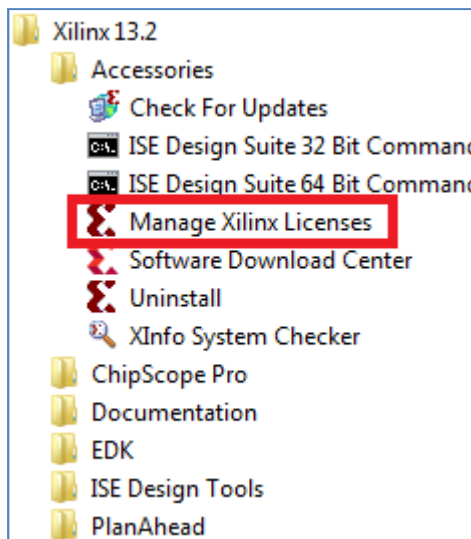 Xilinx 13.2
Accessories
Check For Updates
C:\.
ISE Design Suite 32 Bit Command
C:\.
ISE Design Suite 64 Bit Command
Manage Xilinx Licenses
Software Download Center
Uninstall
XInfo System Checker
ChipScope Pro
Documentation
EDK
ISE Design Tools
PlanAhead